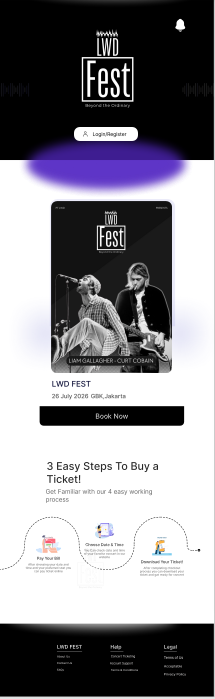 LWD
Fest
Beyond the Ordinary
Login/Register
LWD
Fest
LIAM GALLAGHER - CURT COBAIN
LWD FEST
26 July 2026 GBK,Jakarta
Book Now
3 Easy Steps To Buy a
Ticket!
Get Familiar with our 4 easy working
process
Choose Date & Time
Pay Your Bill
Download Your Ticket!
LWD FEST
About Us
Contact Us
FAQs
Help
Concert Ticketing
Account Support
Terms & Conditions
Legal
Terms of Us
Acceptable
Privacy Policy